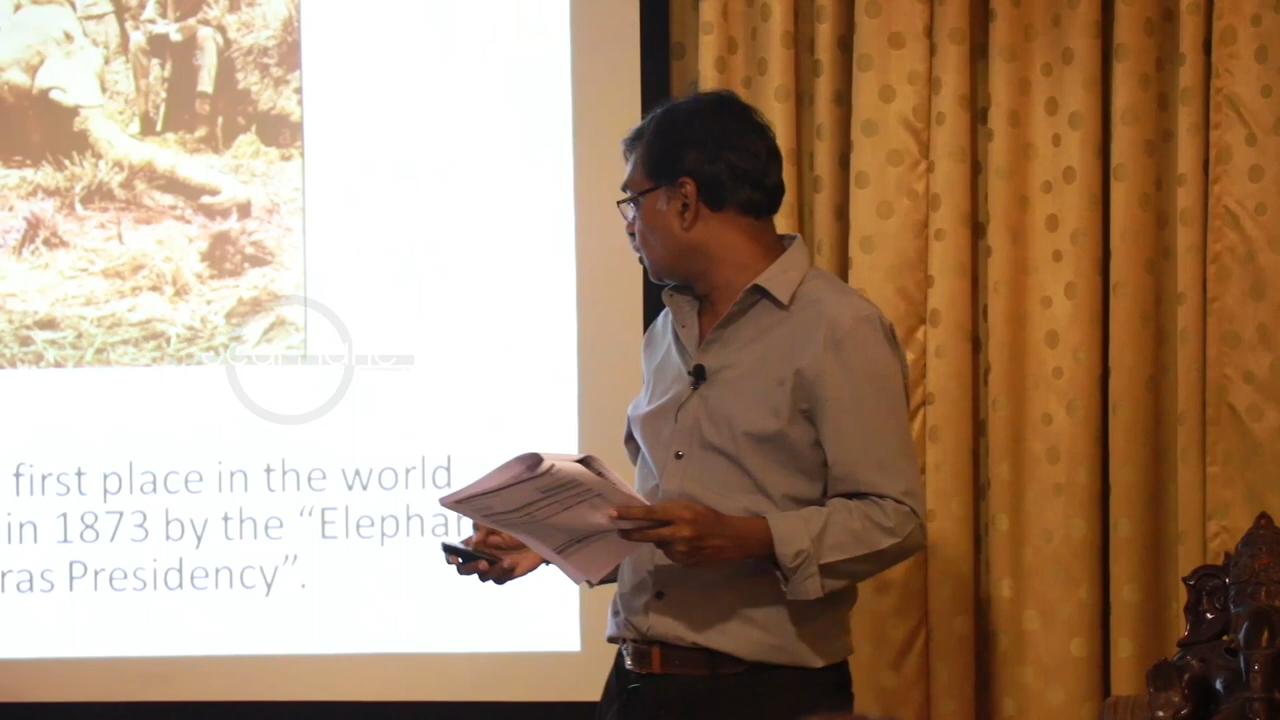 first place in the world
in 1873 by the “Elephan
ras Presidency”.